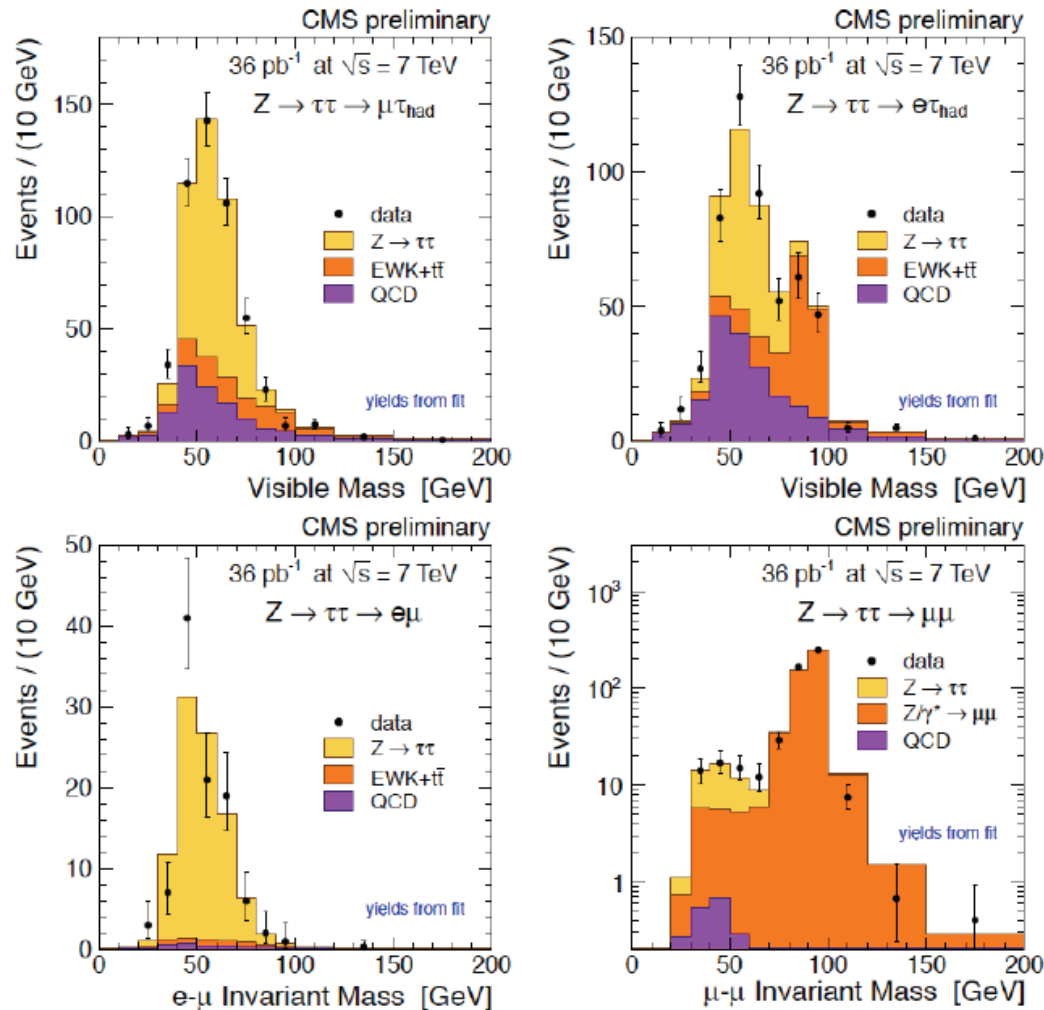 CMS preliminary
36 pb⁻¹ at √s = 7 TeV
Z → ττ → μτhad
data
Z → ττ
EWK+tt̄
QCD
yields from fit
Events / (10 GeV)
150
100
50
0
0 50 100 150 200
Visible Mass [GeV]
CMS preliminary
36 pb⁻¹ at √s = 7 TeV
Z → ττ → eτhad
data
Z → ττ
EWK+tt̄
QCD
yields from fit
Events / (10 GeV)
150
100
50
0
0 50 100 150 200
Visible Mass [GeV]
CMS preliminary
36 pb⁻¹ at √s = 7 TeV
Z → ττ → eμ
data
Z → ττ
EWK+tt̄
QCD
yields from fit
Events / (10 GeV)
50
40
30
20
10
0
0 50 100 150 200
e-μ Invariant Mass [GeV]
CMS preliminary
36 pb⁻¹ at √s = 7 TeV
Z → ττ → μμ
data
Z → ττ
Z/γ* → μμ
QCD
yields from fit
Events / (10 GeV)
10³
10²
10
1
0 50 100 150 200
μ-μ Invariant Mass [GeV]